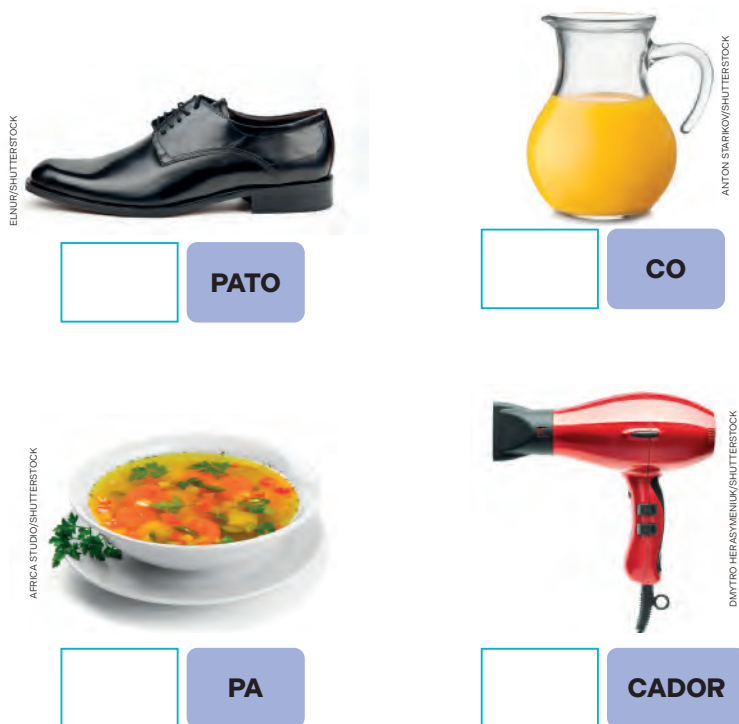 ELNUR/SHUTTERSTOCK
ANTON STARIKOV/SHUTTERSTOCK
PATO
CO
AFRICA STUDIO/SHUTTERSTOCK
DMYTRO HERASYMENIUK/SHUTTERSTOCK
PA
CADOR